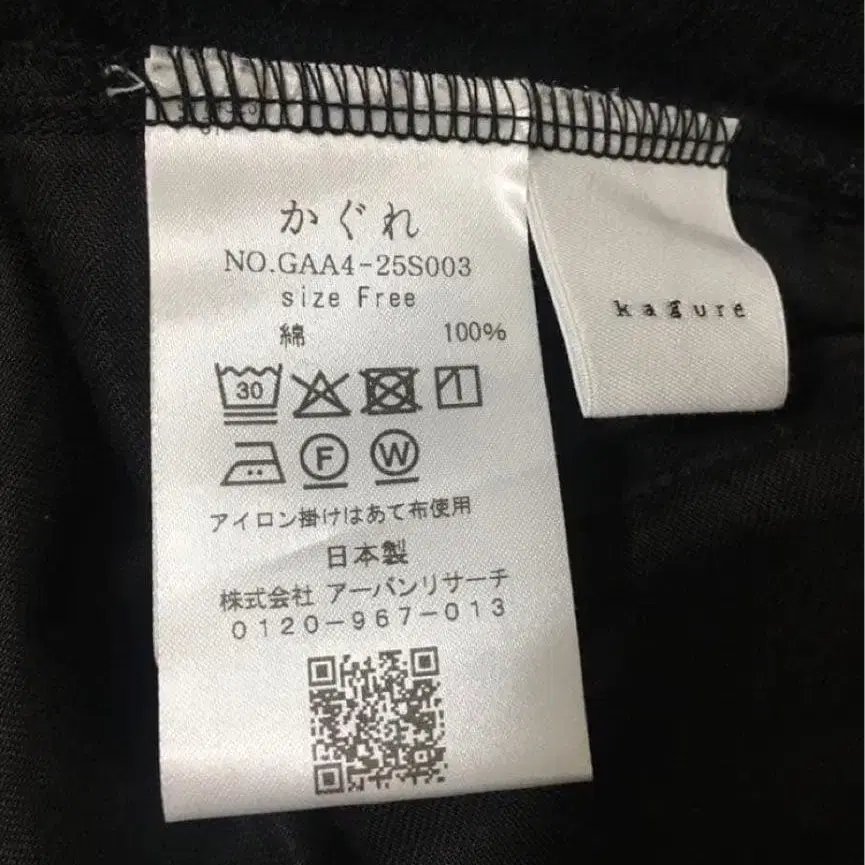 かぐれ
NO.GAA4-25S003
size Free
綿 100%
30
F W
アイロン掛けはあて布使用
日本製
株式会社 アーバンリサーチ
0120-967-013
kagure